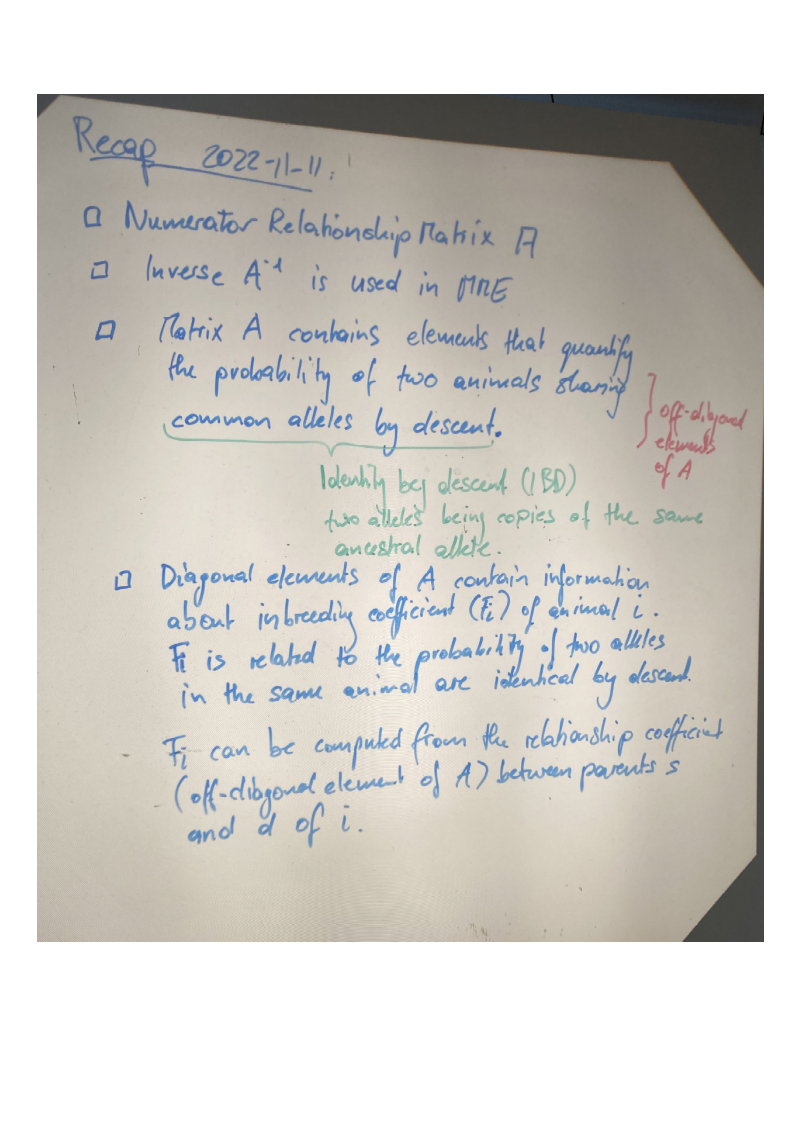 Recap 2022-11-11:
□ Numerator Relationship Matrix A
□ Inverse A⁻¹ is used in MME
□ Matrix A contains elements that quantify
the probability of two animals sharing
common alleles by descent.
} off-diagonal
elements
of A
Identity by descent (IBD)
two alleles being copies of the same
ancestral allele.
□ Diagonal elements of A contain information
about inbreeding coefficient (Fᵢ) of animal i.
Fᵢ is related to the probability of two alleles
in the same animal are identical by descent.
Fᵢ can be computed from the relationship coefficient
(off-diagonal element of A) between parents s
and d of i.